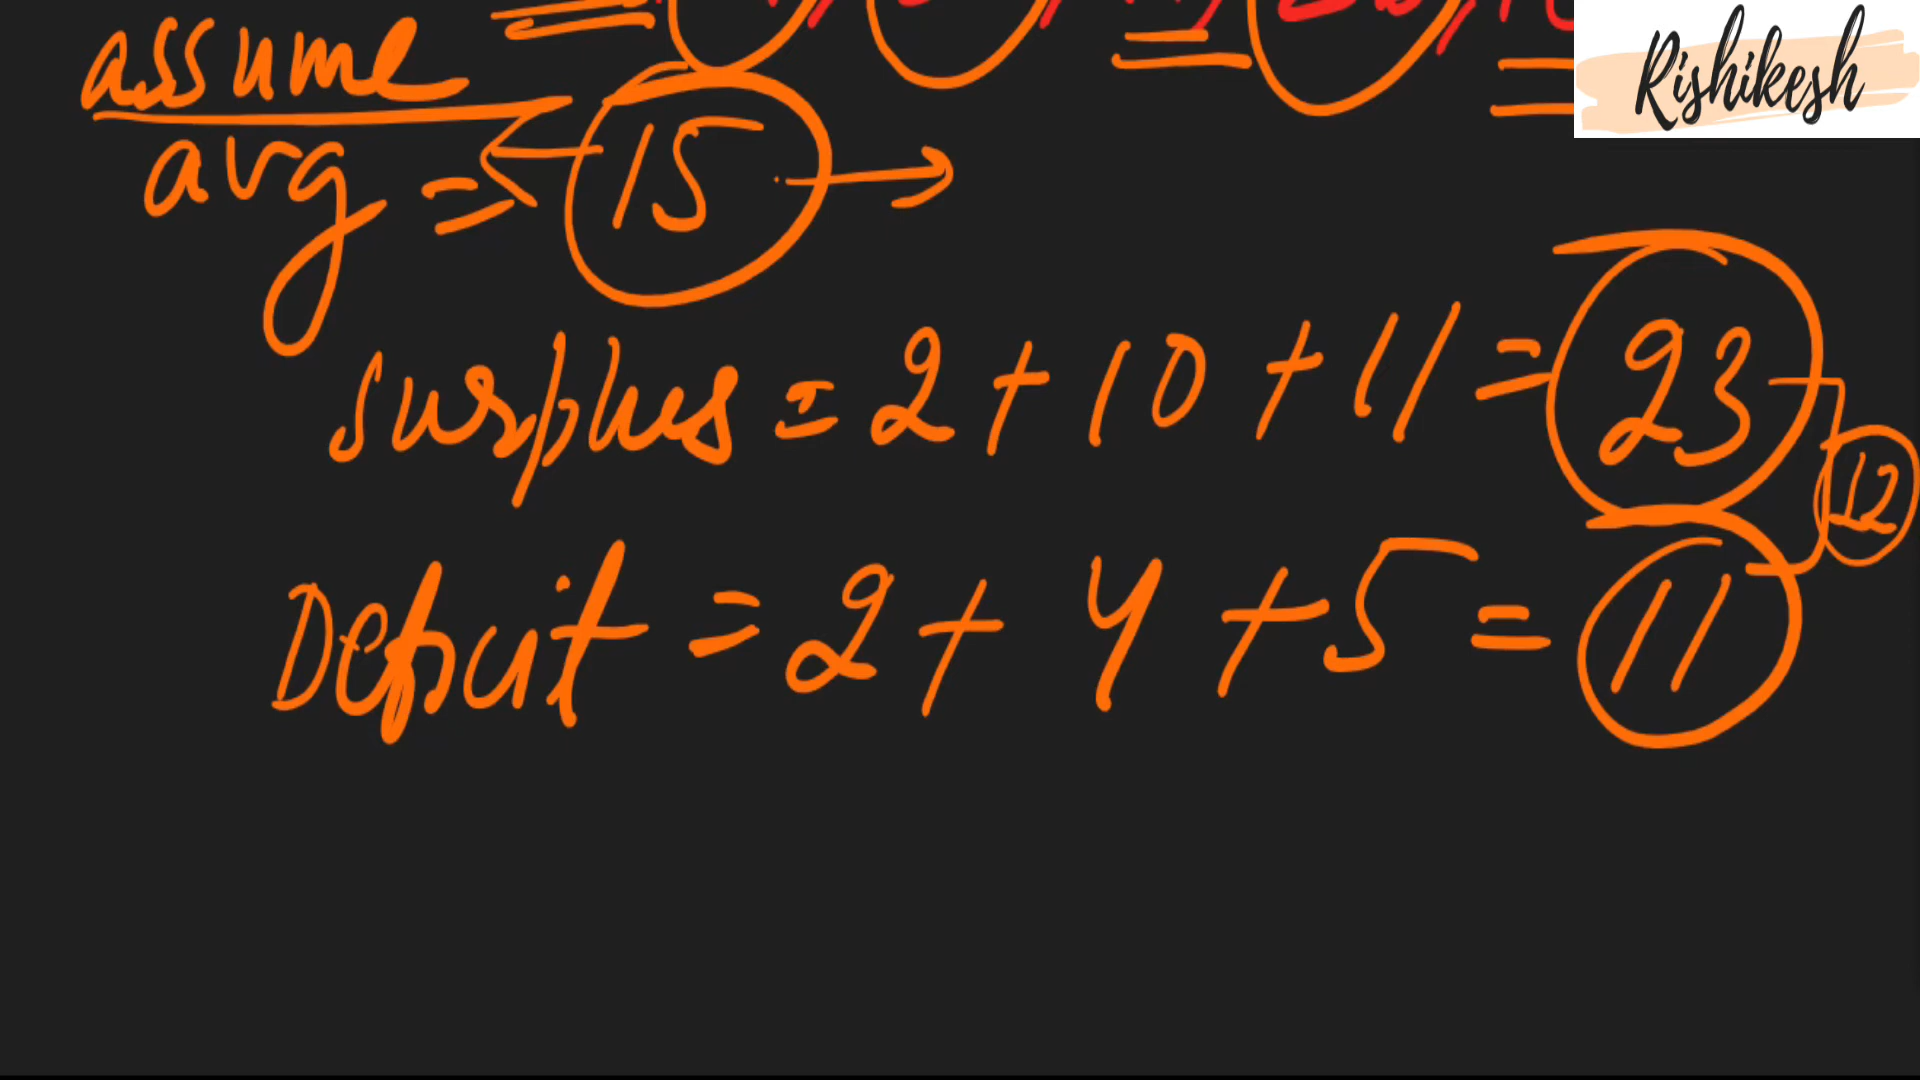 Rishikesh
assume
avg = 15
surplus = 2 + 10 + 11 = 23
12
Deficit = 2 + 4 + 5 = 11